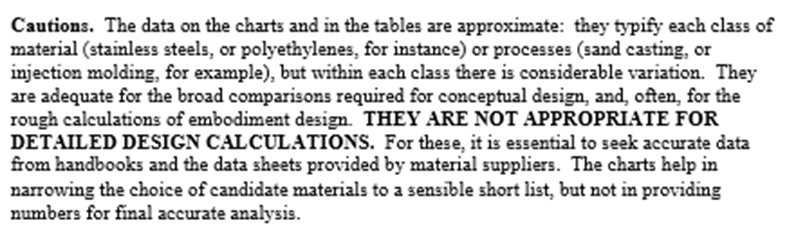 Cautions. The data on the charts and in the tables are approximate: they typify each class of
material (stainless steels, or polyethylenes, for instance) or processes (sand casting, or
injection molding, for example), but within each class there is considerable variation. They
are adequate for the broad comparisons required for conceptual design, and, often, for the
rough calculations of embodiment design. THEY ARE NOT APPROPRIATE FOR
DETAILED DESIGN CALCULATIONS. For these, it is essential to seek accurate data
from handbooks and the data sheets provided by material suppliers. The charts help in
narrowing the choice of candidate materials to a sensible short list, but not in providing
numbers for final accurate analysis.